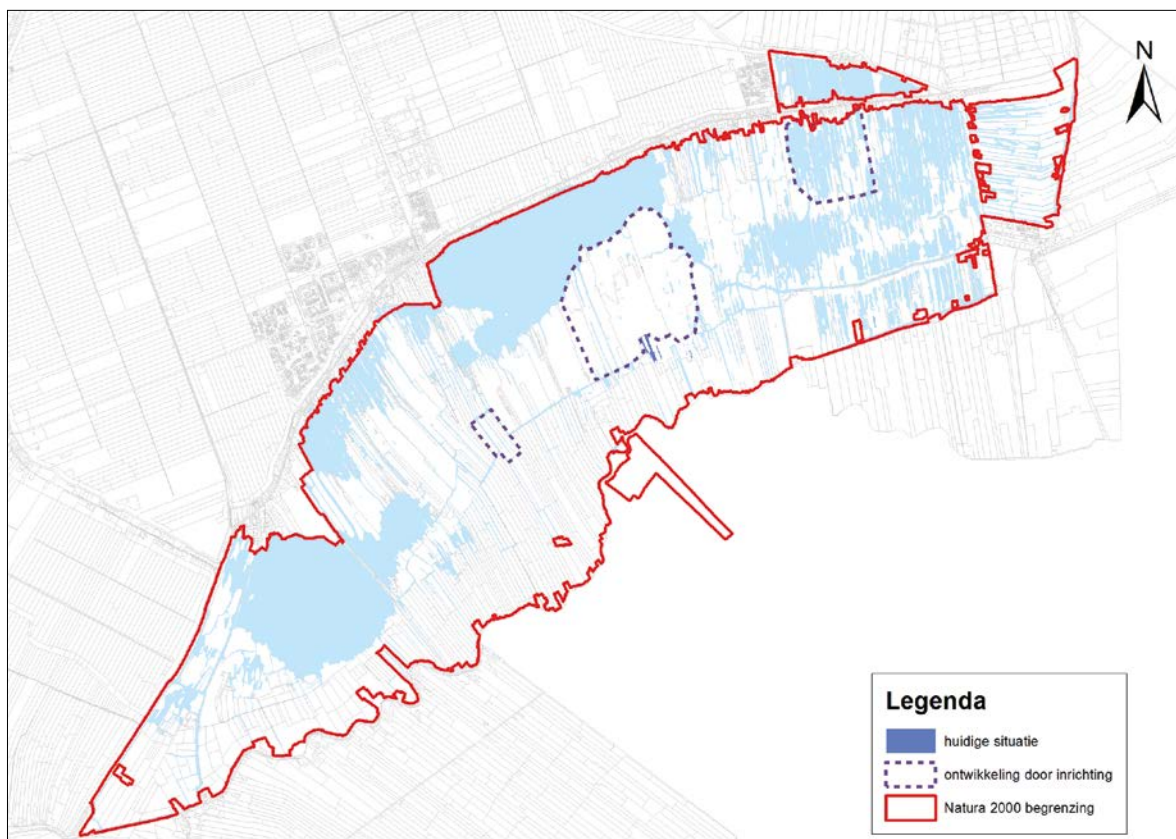 N
Legenda
huidige situatie
ontwikkeling door inrichting
Natura 2000 begrenzing